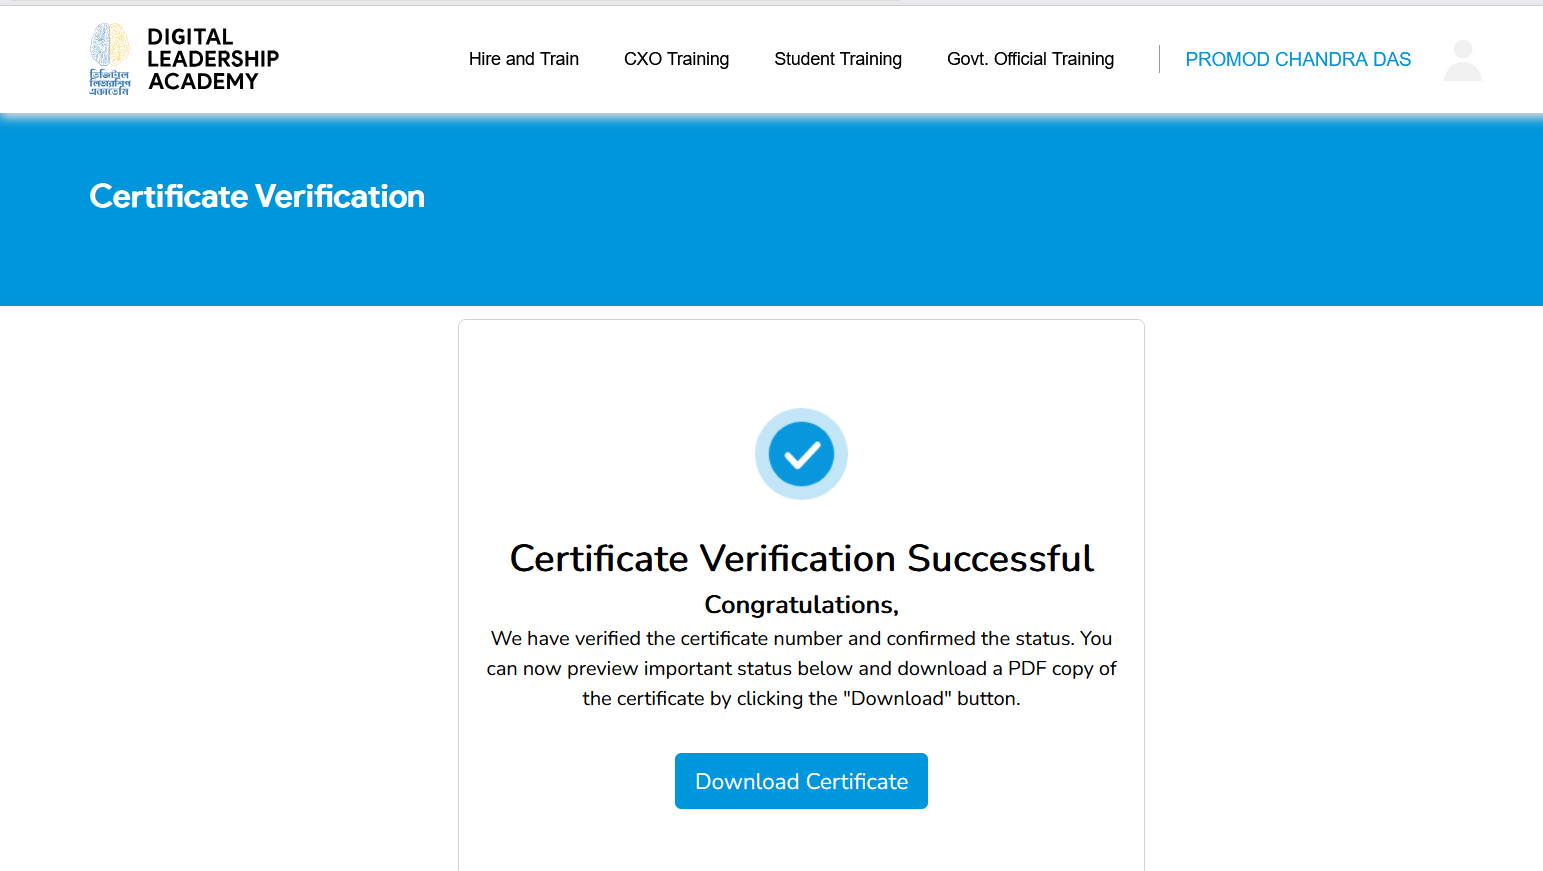 DIGITAL
LEADERSHIP
ACADEMY
ডিজিটাল
লিডারশিপ
একাডেমি
Hire and Train
CXO Training
Student Training
Govt. Official Training
PROMOD CHANDRA DAS
Certificate Verification
Certificate Verification Successful
Congratulations,
We have verified the certificate number and confirmed the status. You
can now preview important status below and download a PDF copy of
the certificate by clicking the "Download" button.
Download Certificate